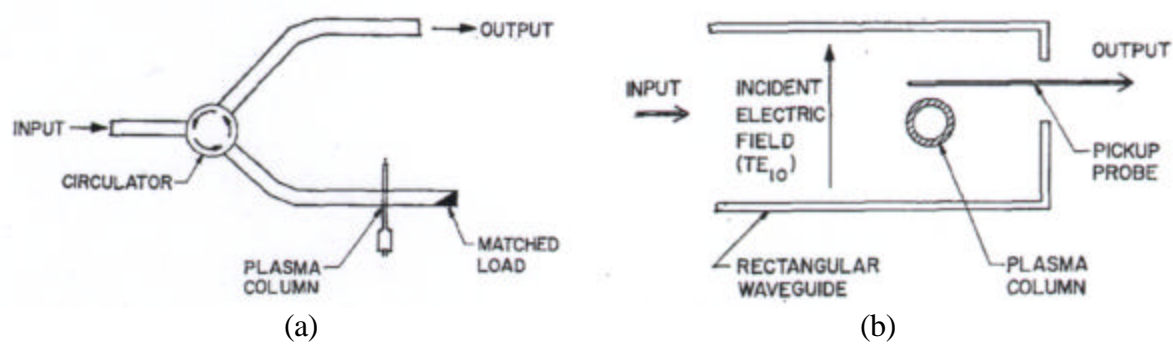 OUTPUT
INPUT
CIRCULATOR
PLASMA
COLUMN
MATCHED
LOAD
(a)
INPUT
INCIDENT
ELECTRIC
FIELD
(TE10)
OUTPUT
PICKUP
PROBE
RECTANGULAR
WAVEGUIDE
PLASMA
COLUMN
(b)